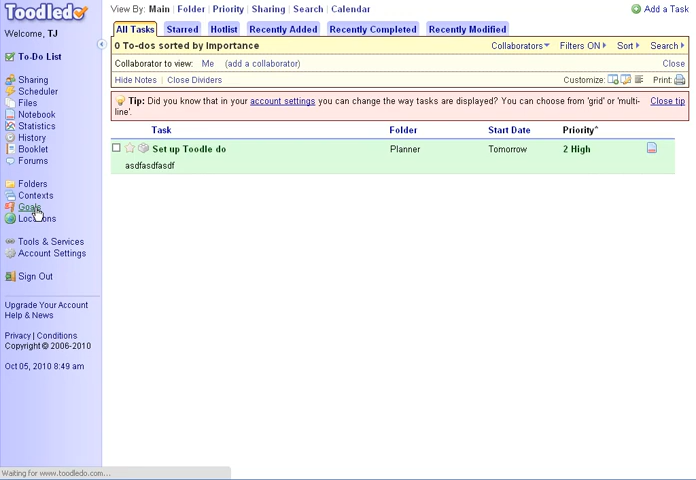 Toodledo
View By: Main | Folder | Priority | Sharing | Search | Calendar
Add a Task
Welcome, TJ
All Tasks Starred Hotlist Recently Added Recently Completed Recently Modified
To-Do List
0 To-dos sorted by Importance
Collaborators Filters ON Sort Search
Collaborator to view: Me (add a collaborator)
Close
Hide Notes | Close Dividers
Customize: Print:
Sharing
Scheduler
Files
Notebook
Statistics
History
Booklet
Forums
Tip: Did you know that in your account settings you can change the way tasks are displayed? You can choose from 'grid' or 'multi-
line'.
Close tip
Task Folder Start Date Priority^
Set up Toodle do Planner Tomorrow 2 High
asdfasdfasdf
Folders
Contexts
Goals
Locations
Tools & Services
Account Settings
Sign Out
Upgrade Your Account
Help & News
Privacy | Conditions
Copyright © 2006-2010
Oct 05, 2010 8:49 am
Waiting for www.toodledo.com...